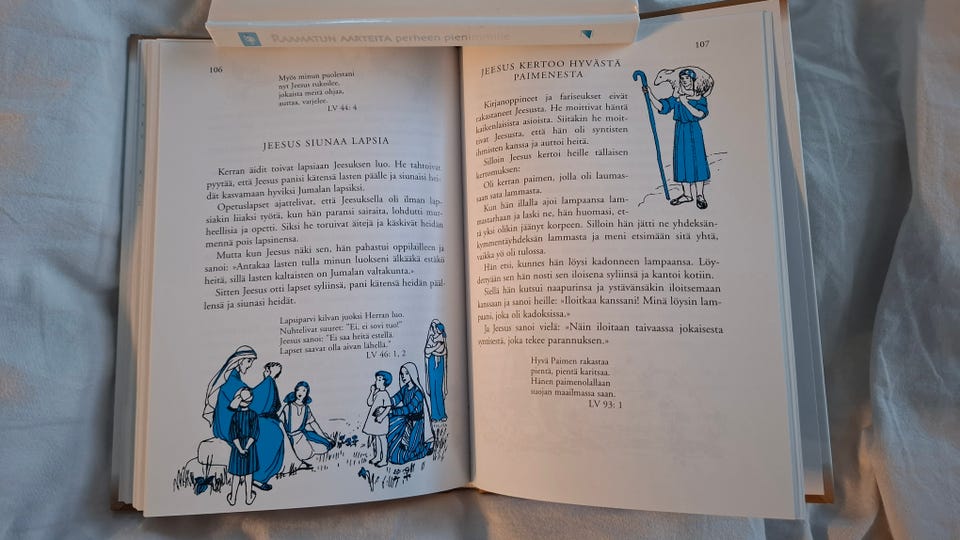 RAAMATUN AARTEITA perheen pienimmille
106
Myös minun puolestani
nyt Jeesus rukoilee,
jokaista meitä ohjaa,
auttaa, varjelee.
LV 44: 4
JEESUS SIUNAA LAPSIA
Kerran äidit toivat lapsiaan Jeesuksen luo. He tahtoivat
pyytää, että Jeesus panisi kätensä lasten päälle ja siunaisi hei-
dät kasvamaan hyviksi Jumalan lapsiksi.
Opetuslapset ajattelivat, että Jeesuksella oli ilman lap-
siakin liiaksi työtä, kun hän paransi sairaita, lohdutti mur-
heellisia ja opetti. Siksi he toruivat äitejä ja käskivät heidän
mennä pois lapsinensa.
Mutta kun Jeesus näki sen, hän pahastui oppilailleen ja
sanoi: »Antakaa lasten tulla minun luokseni älkääkä estäkö
heitä, sillä lasten kaltaisten on Jumalan valtakunta.»
Sitten Jeesus otti lapset syliinsä, pani kätensä heidän pääl-
lensä ja siunasi heidät.
Lapsiparvi kilvan juoksi Herran luo.
Nuhtelivat suuret: "Ei, ei sovi tuo!"
Jeesus sanoi: "Ei saa heitä estellä.
Lapset saavat olla aivan lähellä."
LV 46: 1, 2
107
JEESUS KERTOO HYVÄSTÄ
PAIMENESTA
Kirjanoppineet ja fariseukset eivät
rakastaneet Jeesusta. He moittivat häntä
kaikenlaisista asioista. Siitäkin he moit-
tivat Jeesusta, että hän oli syntisten
ihmisten kanssa ja auttoi heitä.
Silloin Jeesus kertoi heille tällaisen
kertomuksen:
Oli kerran paimen, jolla oli laumas-
saan sata lammasta.
Kun hän illalla ajoi lampaansa lam-
mastarhaan ja laski ne, hän huomasi, et-
tä yksi olikin jäänyt korpeen. Silloin hän jätti ne yhdeksän-
kymmentäyhdeksän lammasta ja meni etsimään sitä yhtä,
vaikka yö oli tulossa.
Hän etsi, kunnes hän löysi kadonneen lampaansa. Löy-
dettyään sen hän nosti sen iloisena syliinsä ja kantoi kotiin.
Siellä hän kutsui naapurinsa ja ystävänsäkin iloitsemaan
kanssaan ja sanoi heille: »Iloitkaa kanssani! Minä löysin lam-
paani, joka oli kadoksissa.»
Ja Jeesus sanoi vielä: »Näin iloitaan taivaassa jokaisesta
syntisestä, joka tekee parannuksen.»
Hyvä Paimen rakastaa
pientä, pientä karitsaa.
Hänen paimenolallaan
suojan maailmassa saan.
LV 93: 1